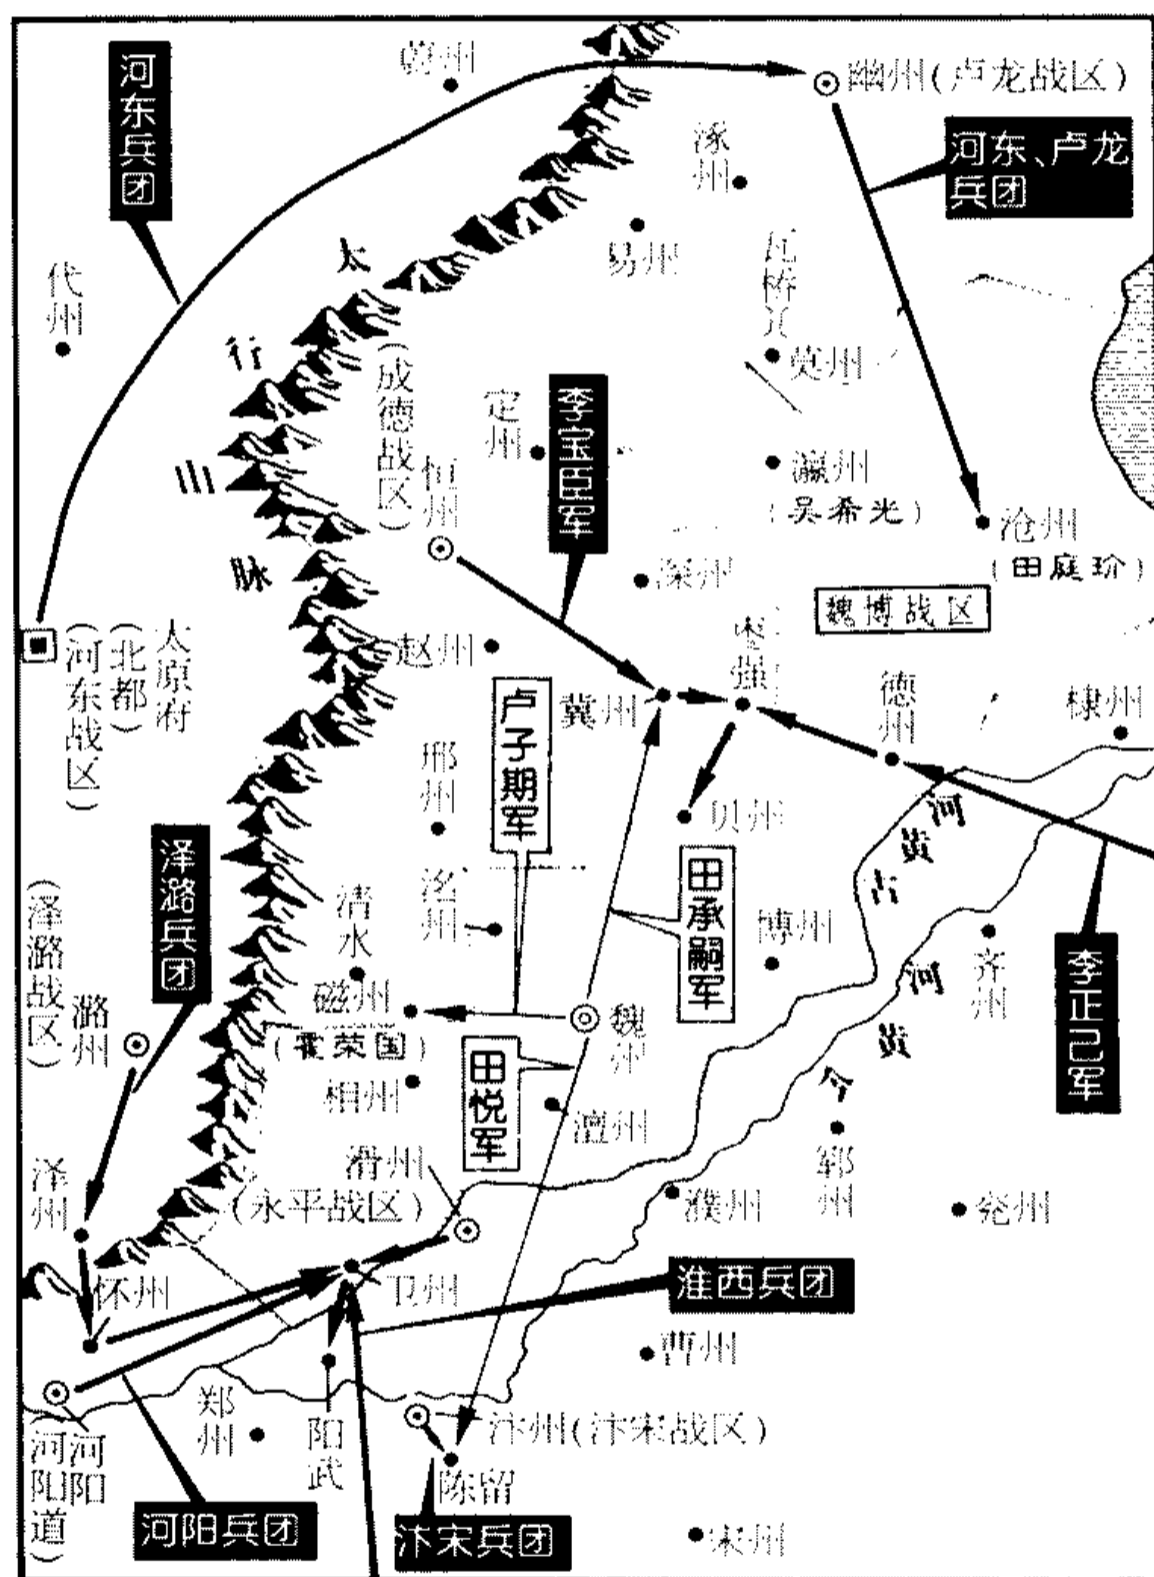 河东兵团
蔚州
幽州(卢龙战区)
河东、卢龙
兵团
涿州
易州
瓦桥
莫州
代州
太行山脉
(成德战区)
恒州
定州
李宝臣军
瀛州
(吴希光)
沧州
(田庭玠)
魏博战区
深州
赵州
太原府
(北都)
(河东战区)
冀州
枣强
德州
棣州
卢子期军
邢州
贝州
古黄河
泽潞兵团
(泽潞战区)
潞州
清水
洺州
田承嗣军
博州
今黄河
齐州
李正己军
磁州
(霍荣国)
魏州
相州
田悦军
澶州
郓州
泽州
滑州
(永平战区)
濮州
兖州
怀州
卫州
淮西兵团
曹州
郑州
阳武
汴州(汴宋战区)
陈留
河阳
(河阳道)
河阳兵团
汴宋兵团
宋州